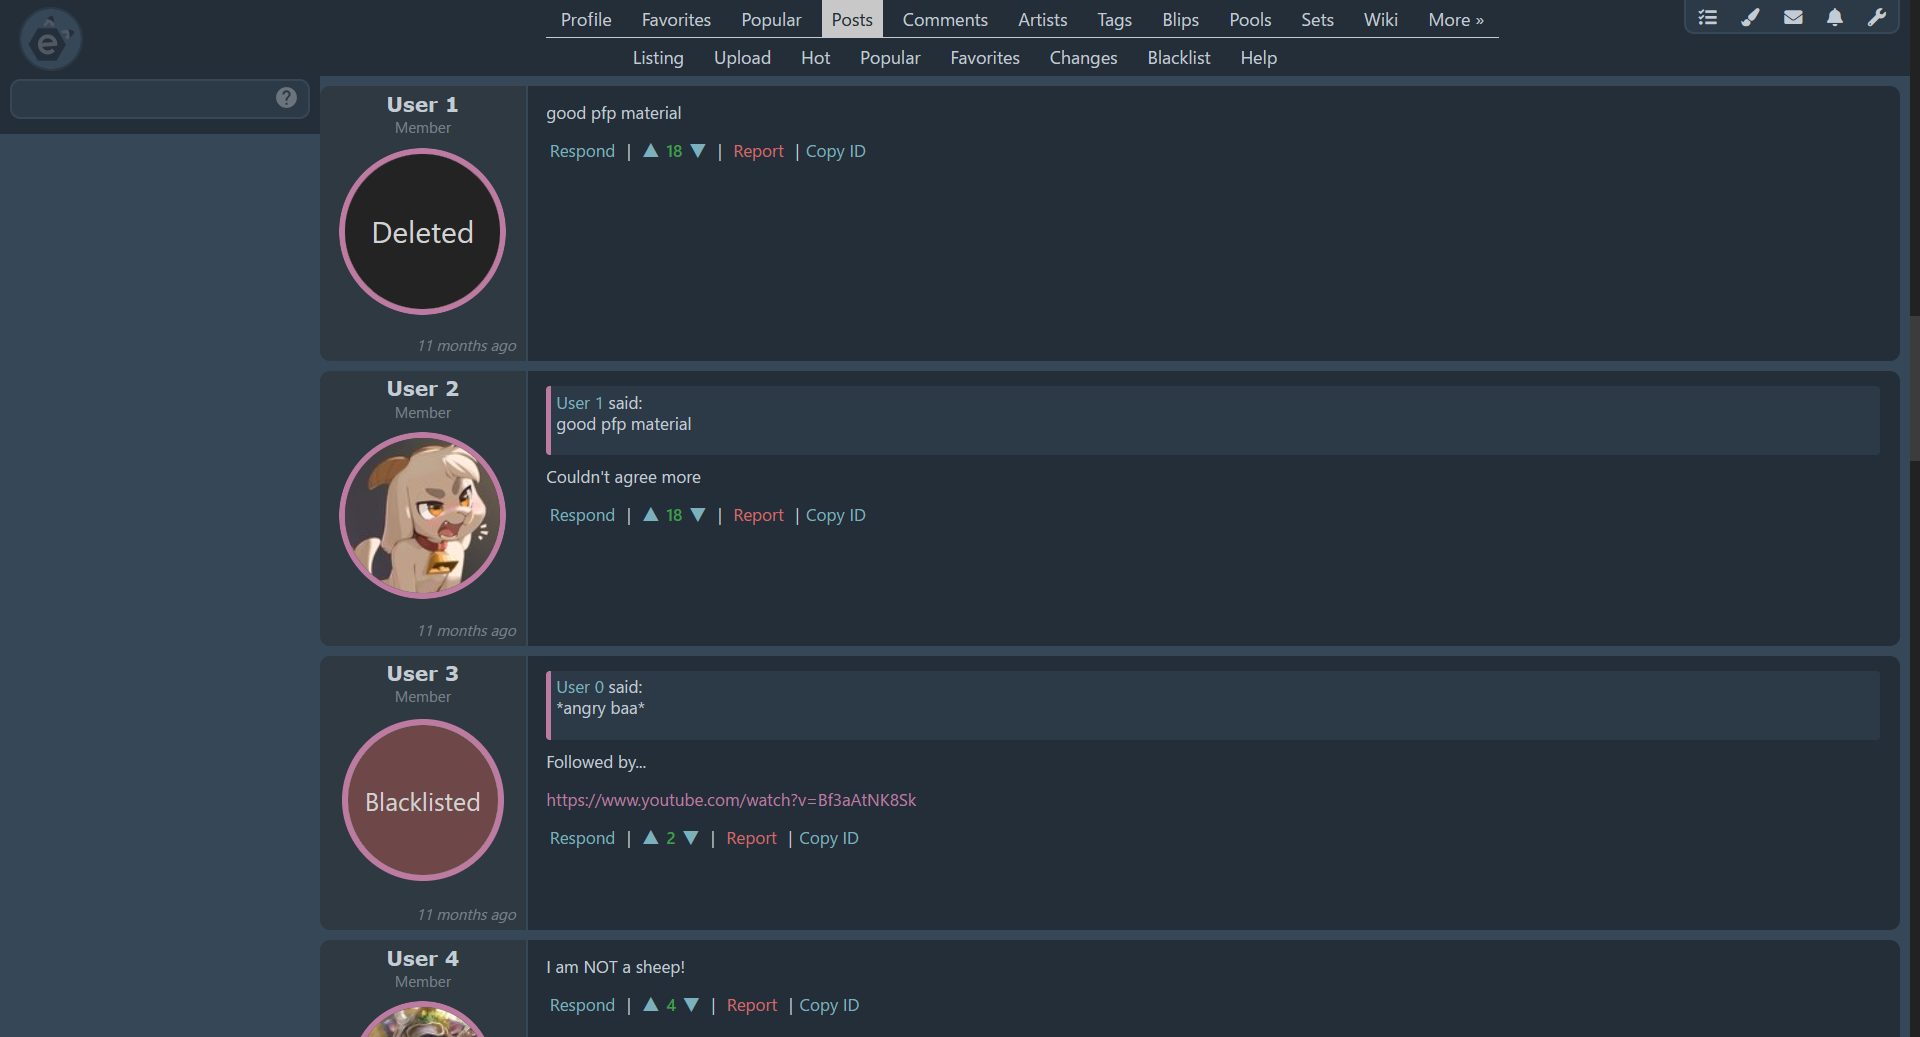 Profile Favorites Popular Posts Comments Artists Tags Blips Pools Sets Wiki More »
Listing Upload Hot Popular Favorites Changes Blacklist Help
User 1
Member
Deleted
11 months ago
good pfp material
Respond | ▲ 18 ▼ | Report | Copy ID
User 2
Member
11 months ago
User 1 said:
good pfp material
Couldn't agree more
Respond | ▲ 18 ▼ | Report | Copy ID
User 3
Member
Blacklisted
11 months ago
User 0 said:
*angry baa*
Followed by...
https://www.youtube.com/watch?v=Bf3aAtNK8Sk
Respond | ▲ 2 ▼ | Report | Copy ID
User 4
Member
I am NOT a sheep!
Respond | ▲ 4 ▼ | Report | Copy ID